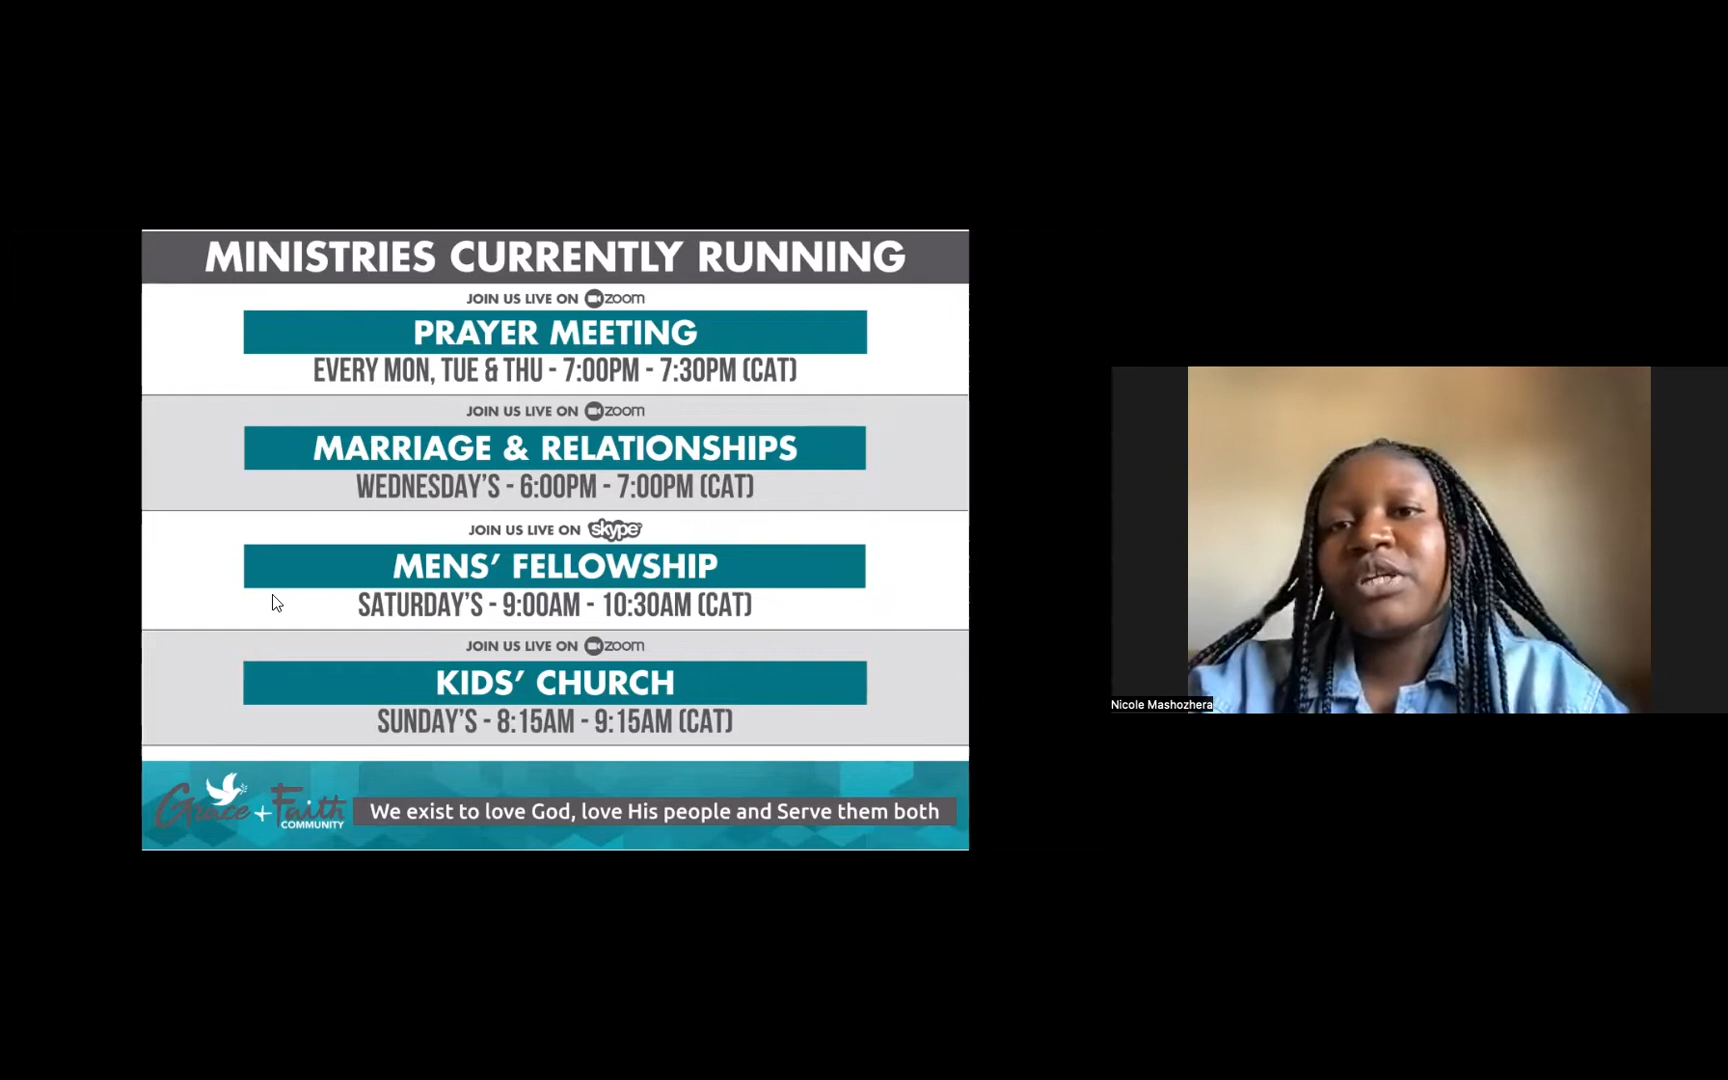 MINISTRIES CURRENTLY RUNNING
JOIN US LIVE ON zoom
PRAYER MEETING
EVERY MON, TUE & THU - 7:00PM - 7:30PM (CAT)
JOIN US LIVE ON zoom
MARRIAGE & RELATIONSHIPS
WEDNESDAY'S - 6:00PM - 7:00PM (CAT)
JOIN US LIVE ON skype
MENS' FELLOWSHIP
SATURDAY'S - 9:00AM - 10:30AM (CAT)
JOIN US LIVE ON zoom
KIDS' CHURCH
SUNDAY'S - 8:15AM - 9:15AM (CAT)
Grace + Faith
COMMUNITY
We exist to love God, love His people and Serve them both
Nicole Mashozhera